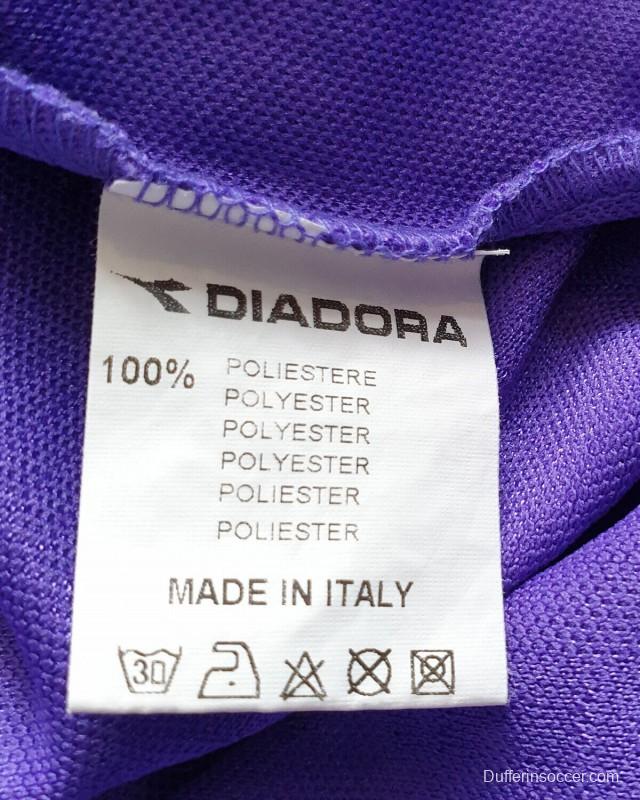 DIADORA
100% POLIESTERE
POLYESTER
POLYESTER
POLYESTER
POLIESTER
POLIESTER
MADE IN ITALY
30
Dufferinsoccer.com